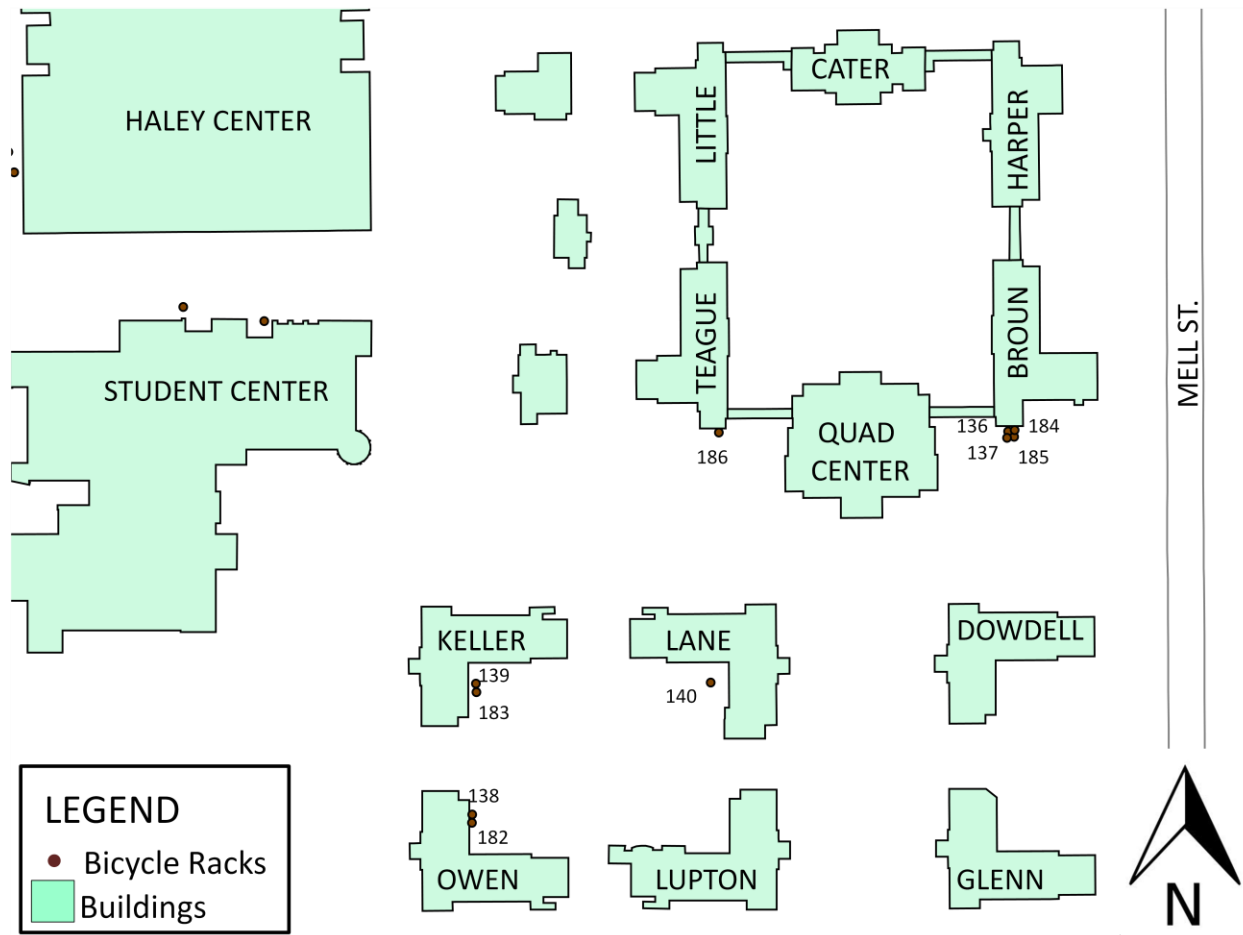 HALEY CENTER
LITTLE
CATER
HARPER
STUDENT CENTER
TEAGUE
BROUN
MELL ST.
QUAD
CENTER
136
184
137
185
186
KELLER
LANE
DOWDELL
139
183
140
138
182
OWEN
LUPTON
GLENN
LEGEND
Bicycle Racks
Buildings
N